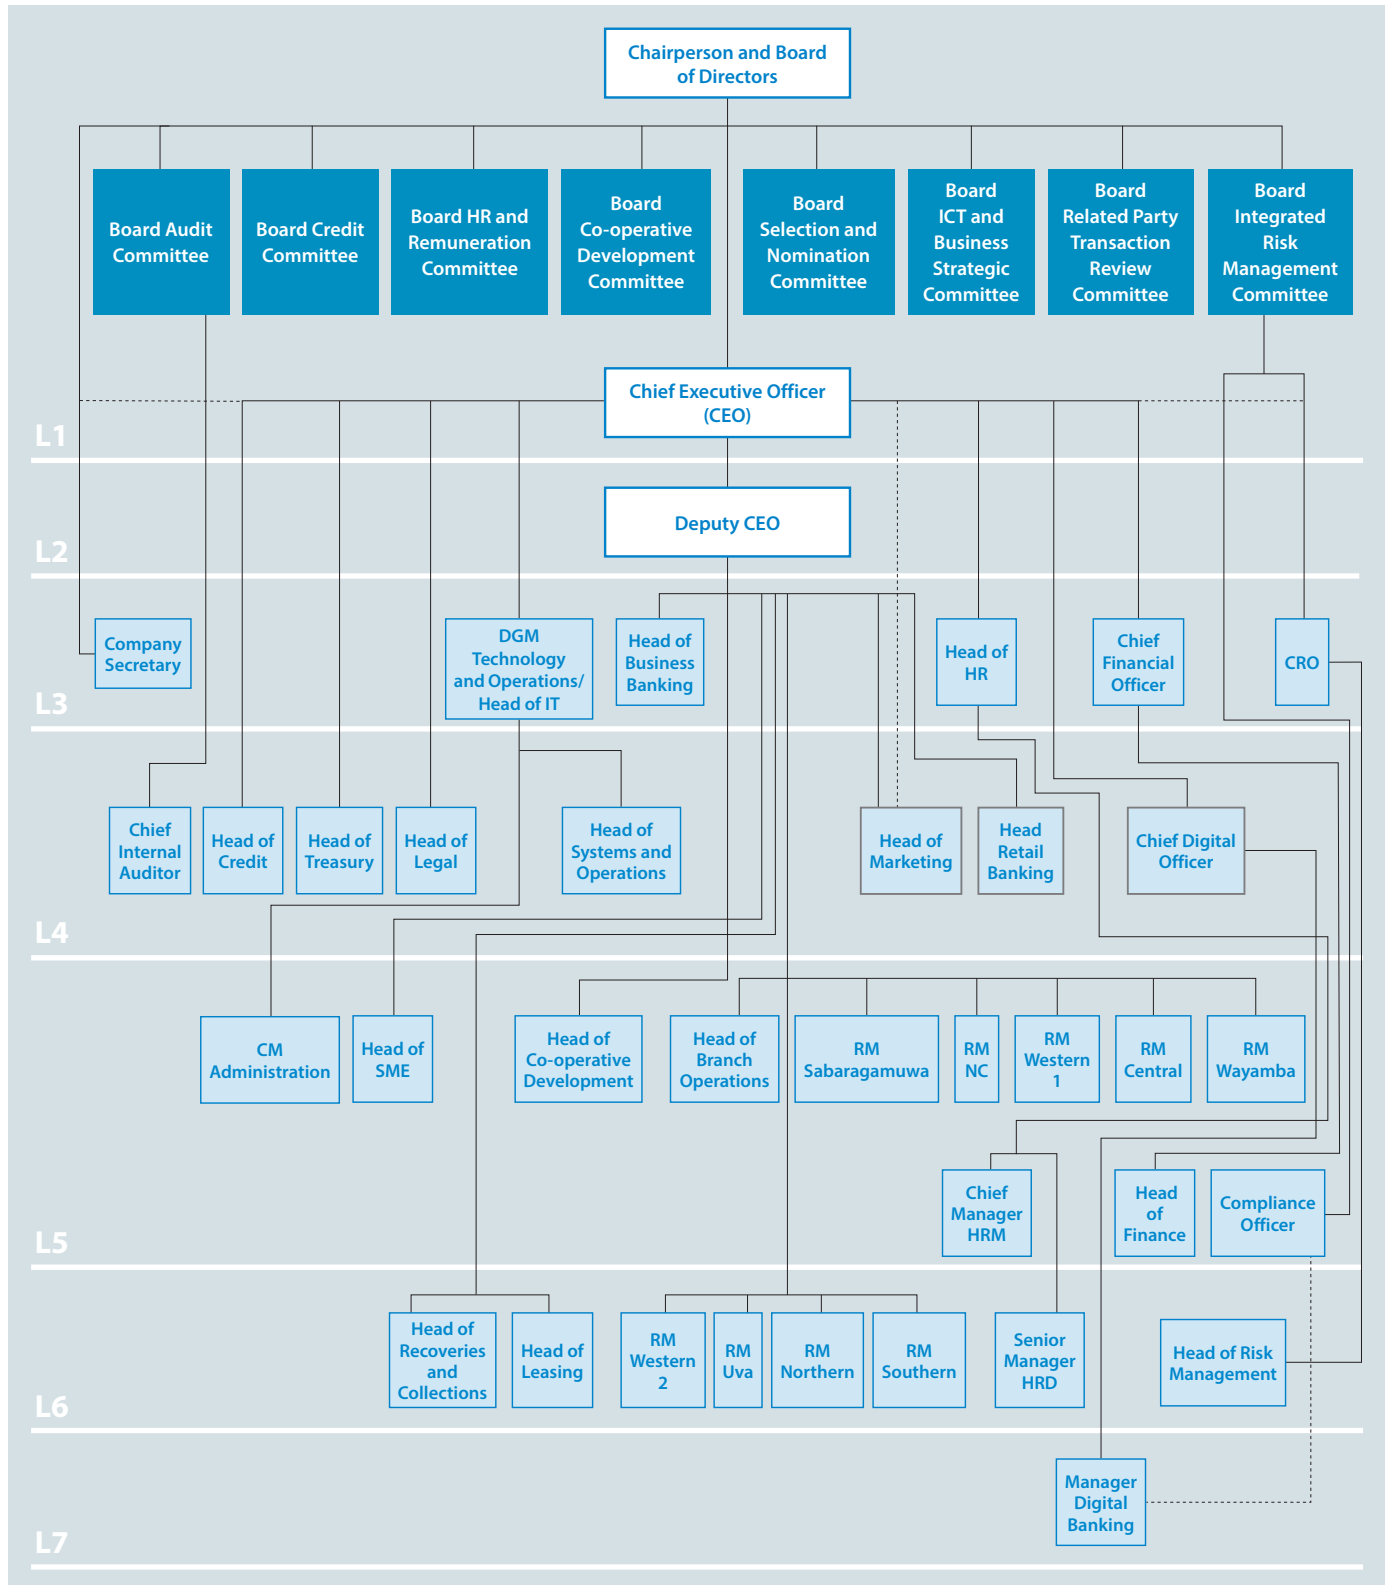 Chairperson and Board
of Directors
Board Audit
Committee
Board Credit
Committee
Board HR and
Remuneration
Committee
Board
Co-operative
Development
Committee
Board
Selection and
Nomination
Committee
Board
ICT and
Business
Strategic
Committee
Board
Related Party
Transaction
Review
Committee
Board
Integrated
Risk
Management
Committee
Chief Executive Officer
(CEO)
L1
Deputy CEO
L2
Company
Secretary
DGM
Technology
and Operations/
Head of IT
Head of
Business
Banking
Head of
HR
Chief
Financial
Officer
CRO
L3
Chief
Internal
Auditor
Head of
Credit
Head of
Treasury
Head of
Legal
Head of
Systems and
Operations
Head of
Marketing
Head
Retail
Banking
Chief Digital
Officer
L4
CM
Administration
Head of
SME
Head of
Co-operative
Development
Head of
Branch
Operations
RM
Sabaragamuwa
RM
NC
RM
Western
1
RM
Central
RM
Wayamba
Chief
Manager
HRM
Head
of
Finance
Compliance
Officer
L5
Head of
Recoveries
and
Collections
Head of
Leasing
RM
Western
2
RM
Uva
RM
Northern
RM
Southern
Senior
Manager
HRD
Head of Risk
Management
L6
Manager
Digital
Banking
L7